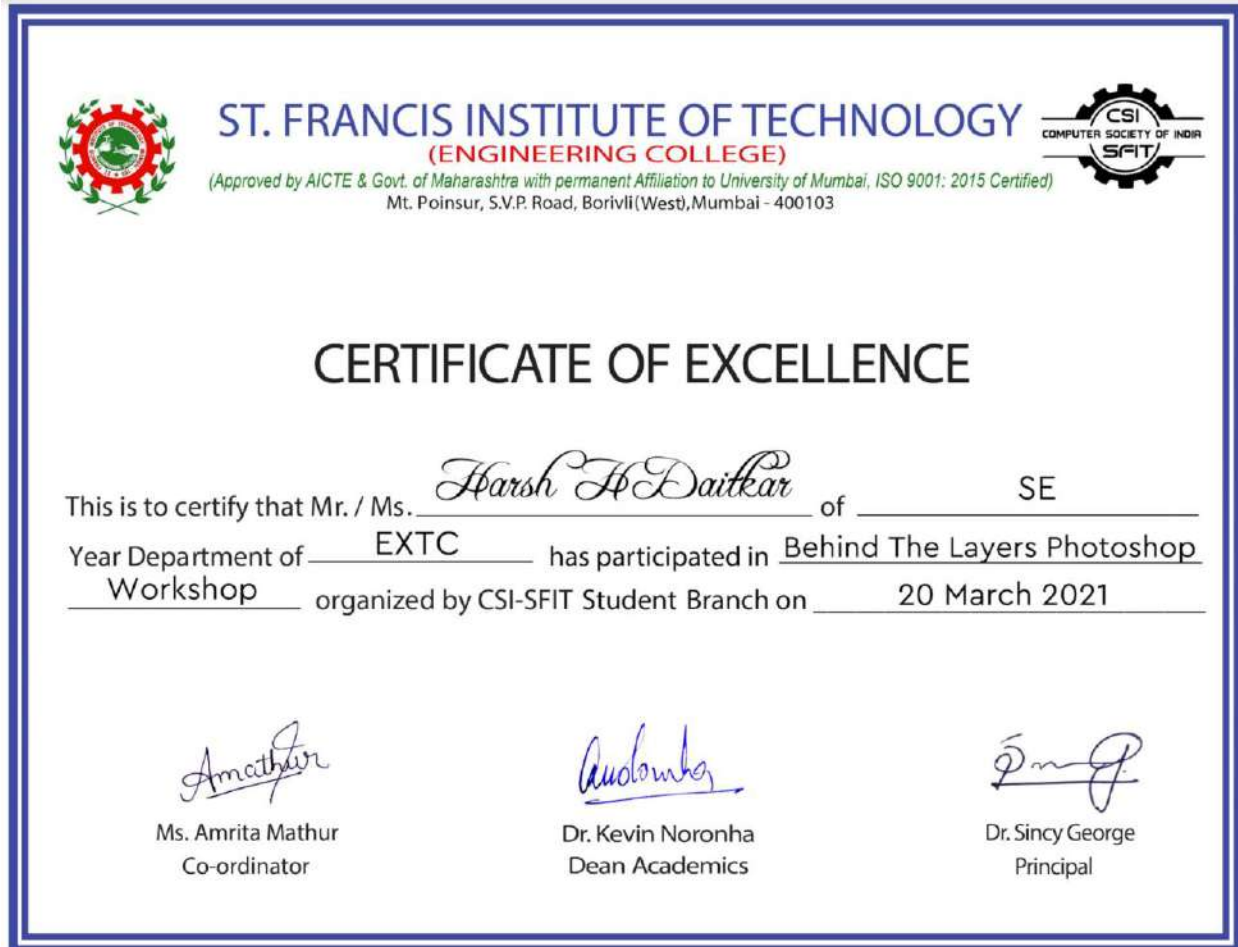 ST. FRANCIS INSTITUTE OF TECHNOLOGY
(ENGINEERING COLLEGE)
(Approved by AICTE & Govt. of Maharashtra with permanent Affiliation to University of Mumbai, ISO 9001: 2015 Certified)
Mt. Poinsur, S.V.P. Road, Borivli(West),Mumbai - 400103
CSI
COMPUTER SOCIETY OF INDIA
SFIT
CERTIFICATE OF EXCELLENCE
This is to certify that Mr. / Ms. Harsh H Daitkar of SE
Year Department of EXTC has participated in Behind The Layers Photoshop
Workshop organized by CSI-SFIT Student Branch on 20 March 2021
Amathur
Ms. Amrita Mathur Dr. Kevin Noronha Dr. Sincy George
Co-ordinator Dean Academics Principal